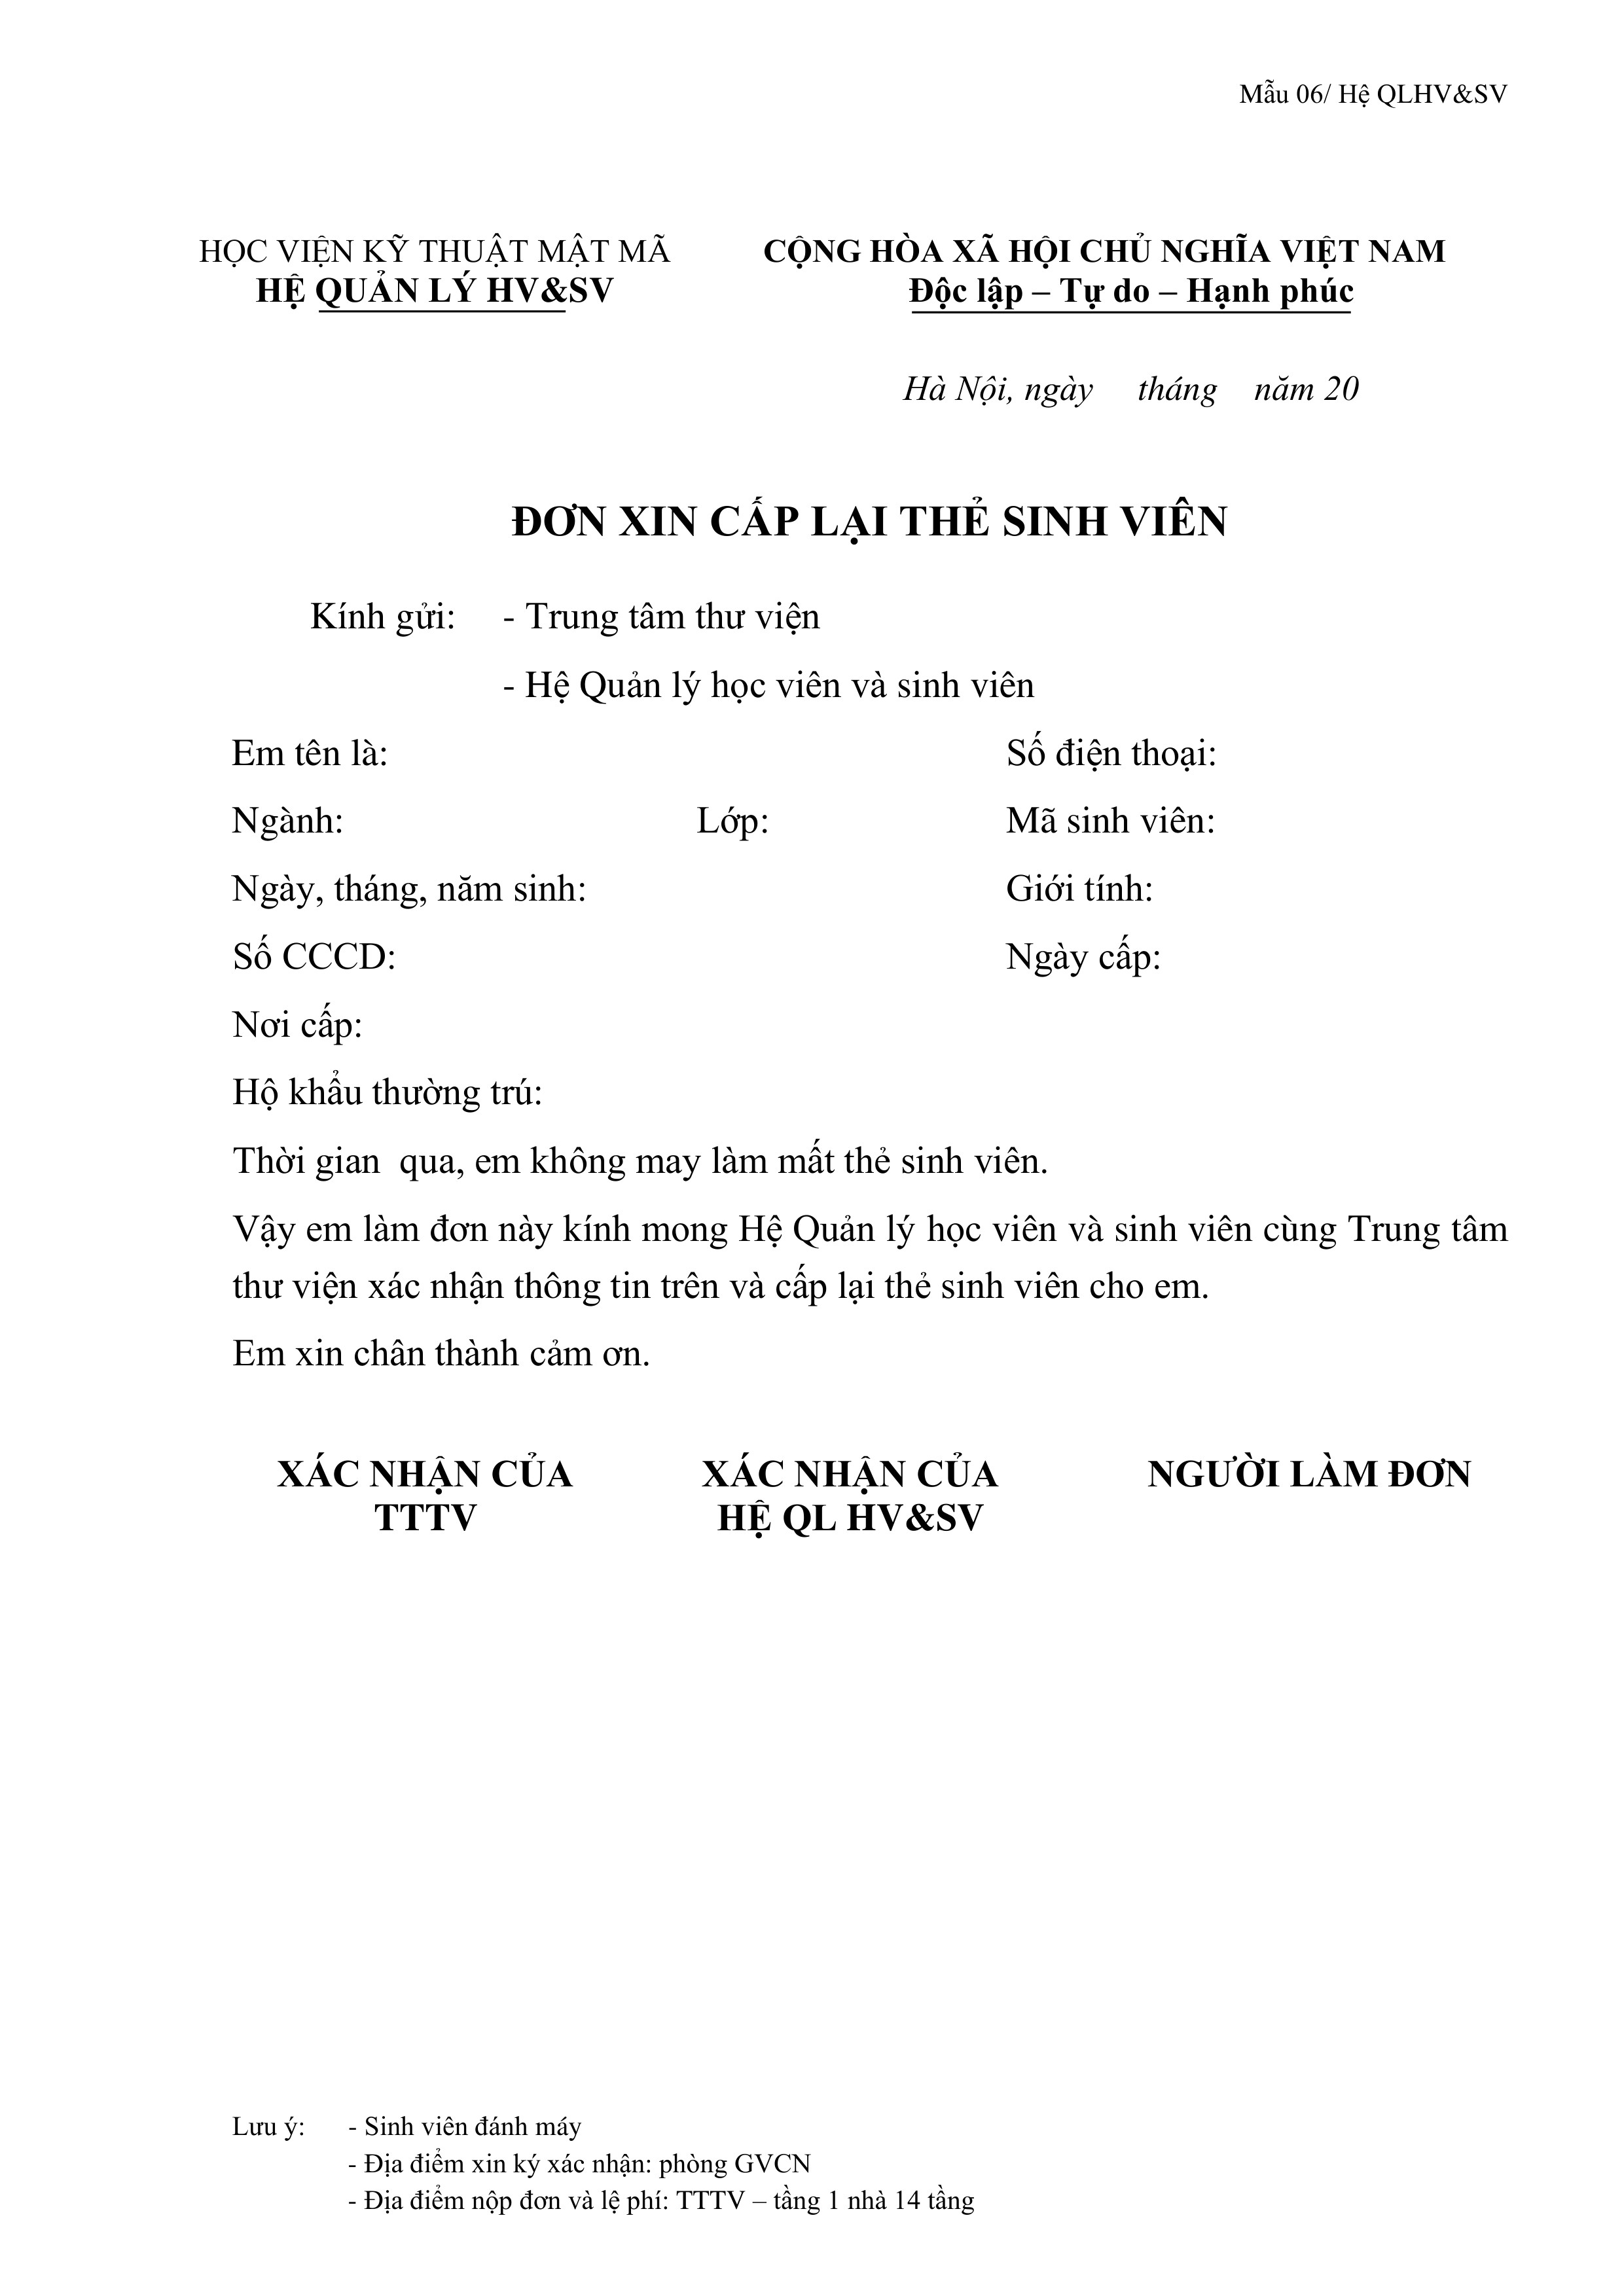 Mẫu 06/ Hệ QLHV&SV
HỌC VIỆN KỸ THUẬT MẬT MÃ
HỆ QUẢN LÝ HV&SV
CỘNG HÒA XÃ HỘI CHỦ NGHĨA VIỆT NAM
Độc lập – Tự do – Hạnh phúc
Hà Nội, ngày tháng năm 20
ĐƠN XIN CẤP LẠI THẺ SINH VIÊN
Kính gửi: - Trung tâm thư viện
- Hệ Quản lý học viên và sinh viên
Em tên là: Số điện thoại:
Ngành: Lớp: Mã sinh viên:
Ngày, tháng, năm sinh: Giới tính:
Số CCCD: Ngày cấp:
Nơi cấp:
Hộ khẩu thường trú:
Thời gian qua, em không may làm mất thẻ sinh viên.
Vậy em làm đơn này kính mong Hệ Quản lý học viên và sinh viên cùng Trung tâm
thư viện xác nhận thông tin trên và cấp lại thẻ sinh viên cho em.
Em xin chân thành cảm ơn.
XÁC NHẬN CỦA
TTTV
XÁC NHẬN CỦA
HỆ QL HV&SV
NGƯỜI LÀM ĐƠN
Lưu ý: - Sinh viên đánh máy
- Địa điểm xin ký xác nhận: phòng GVCN
- Địa điểm nộp đơn và lệ phí: TTTV – tầng 1 nhà 14 tầng